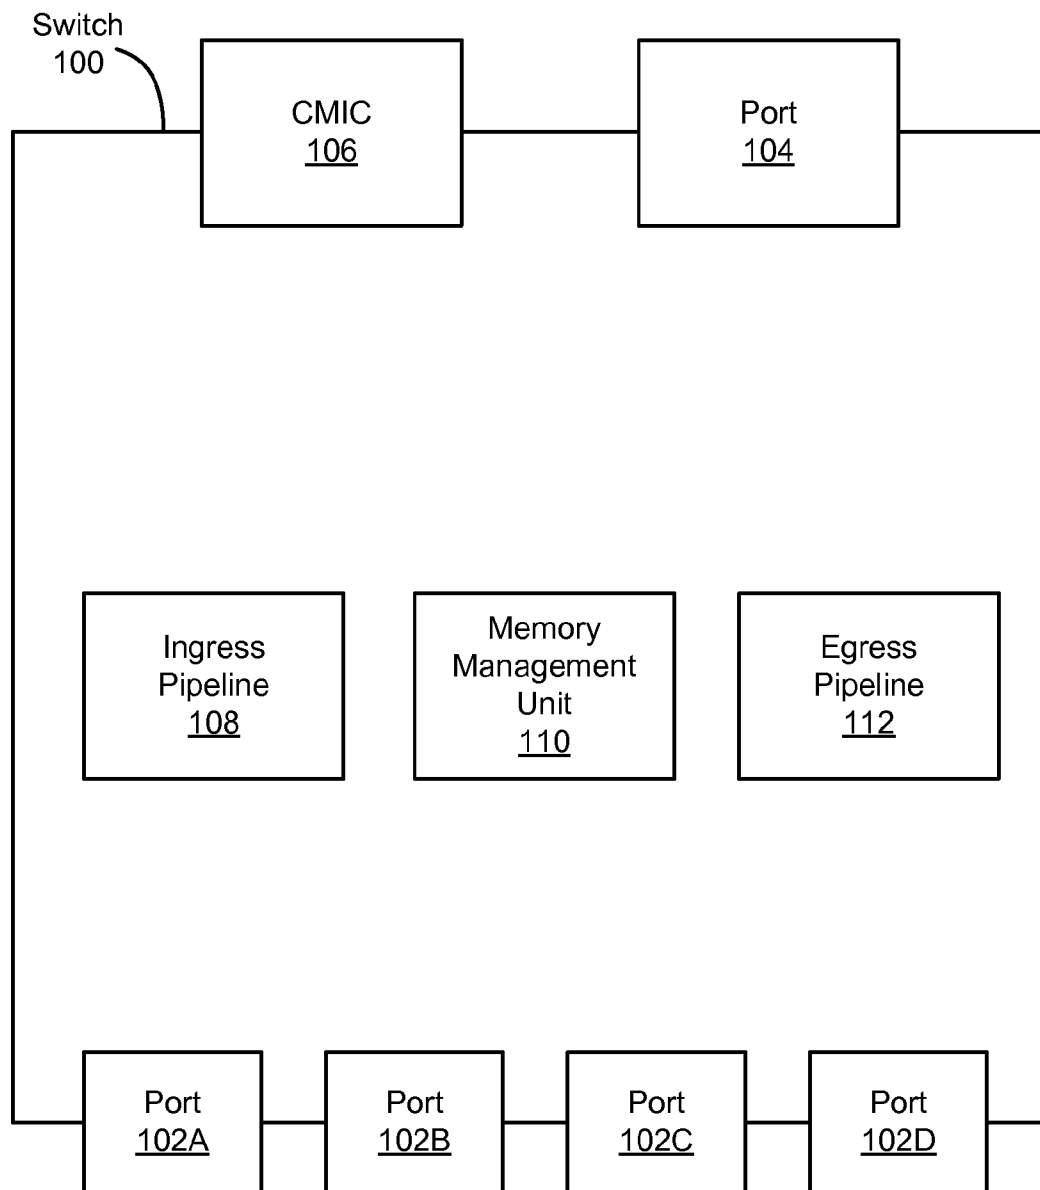 Switch
100
CMIC
106
Port
104
Ingress
Pipeline
108
Memory
Management
Unit
110
Egress
Pipeline
112
Port
102A
Port
102B
Port
102C
Port
102D